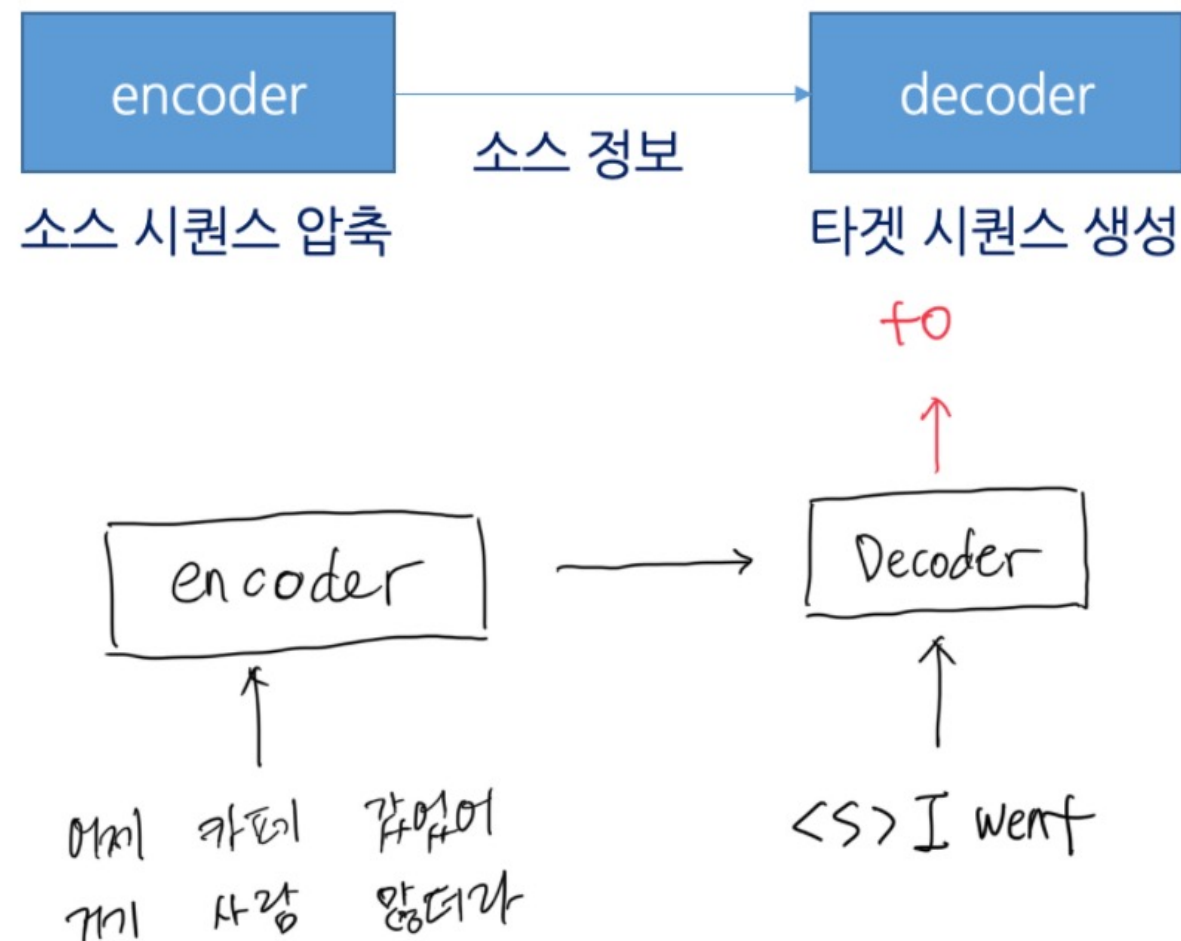 encoder
decoder
소스 정보
소스 시퀀스 압축
타겟 시퀀스 생성
to
encoder
Decoder
어제 카페 갔었어
거기 사람 많더라
<S> I went